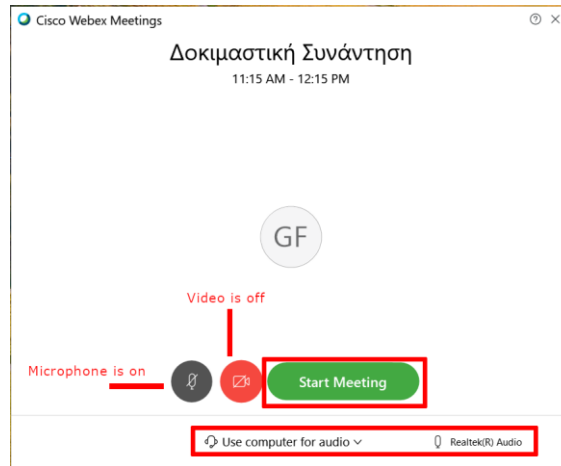 Cisco Webex Meetings
Δοκιμαστική Συνάντηση
11:15 AM - 12:15 PM
GF
Video is off
Microphone is on
Start Meeting
Use computer for audio
Realtek(R) Audio